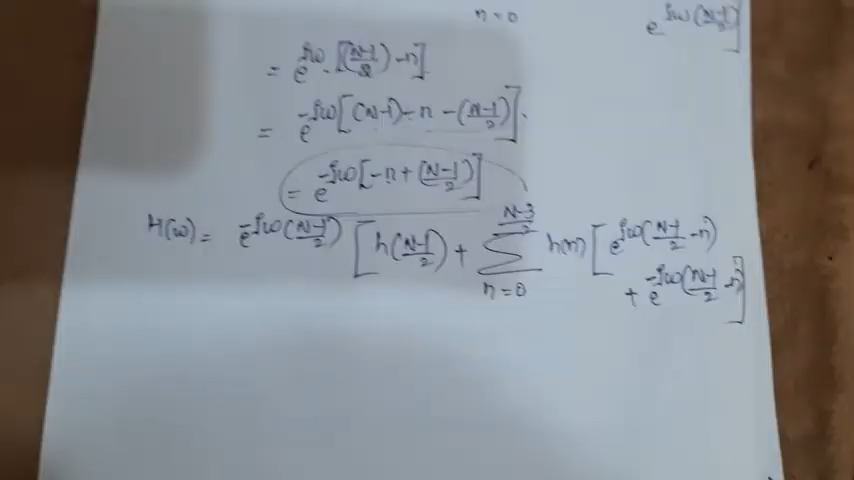 n=0
e^{jω(N-1/2)}]
= e^{jω·[(N-1/2)-n]}
= e^{-jω[(N-1)-n-(N-1/2)]}.
= e^{-jω[-n+(N-1/2)]}
H(ω) = e^{-jω(N-1/2)} [h(N-1/2) + ∑_{n=0}^{N-3/2} h(n) [e^{jω(N-1/2 -n)}
+ e^{-jω(N-1/2 -n)}]